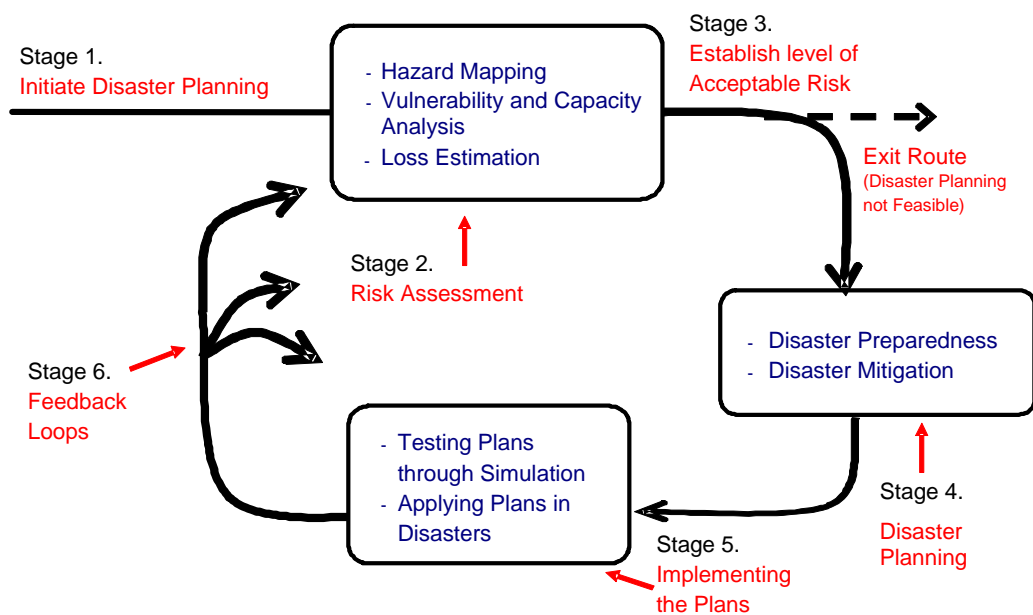 Stage 1.
Initiate Disaster Planning
- Hazard Mapping
- Vulnerability and Capacity
Analysis
- Loss Estimation
Stage 3.
Establish level of
Acceptable Risk
Exit Route
(Disaster Planning
not Feasible)
Stage 2.
Risk Assessment
- Disaster Preparedness
- Disaster Mitigation
Stage 6.
Feedback
Loops
- Testing Plans
through Simulation
- Applying Plans in
Disasters
Stage 4.
Disaster
Planning
Stage 5.
Implementing
the Plans